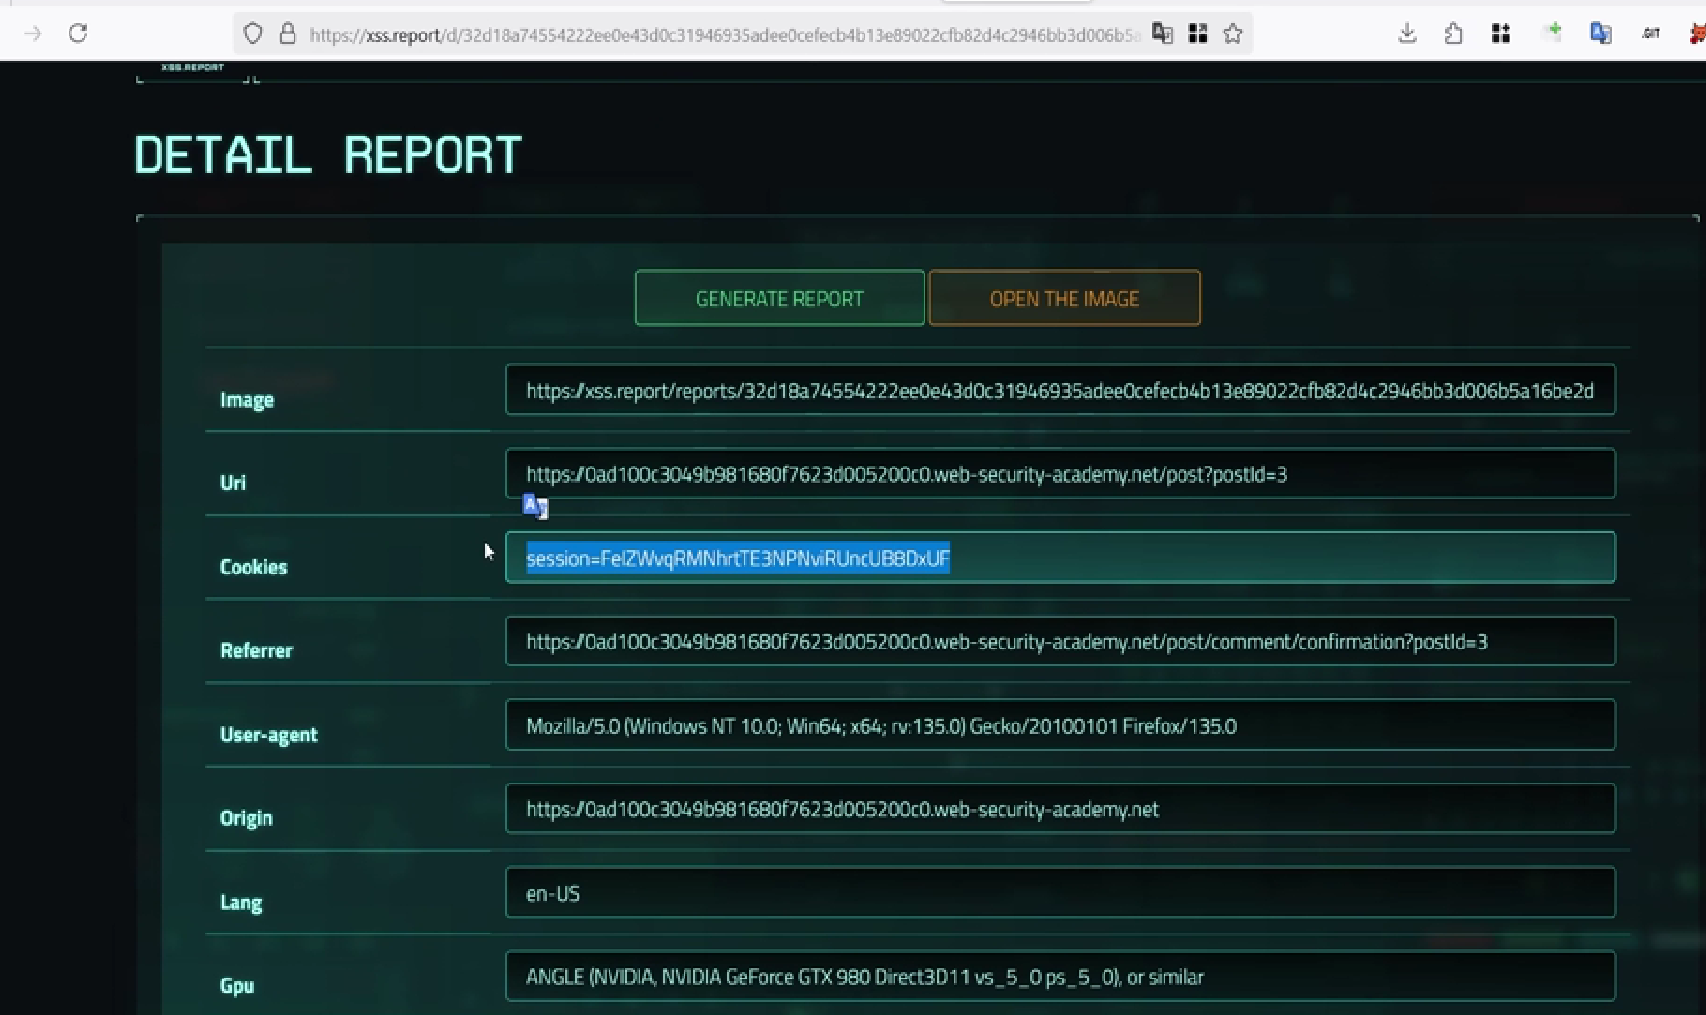 https://xss.report/d/32d18a74554222ee0e43d0c31946935adee0cefecb4b13e89022cfb82d4c2946bb3d006b5a
.GIT
XSS.REPORT
DETAIL REPORT
GENERATE REPORT OPEN THE IMAGE
Image https://xss.report/reports/32d18a74554222ee0e43d0c31946935adee0cefecb4b13e89022cfb82d4c2946bb3d006b5a16be2d
Uri https://0ad100c3049b981680f7623d005200c0.web-security-academy.net/post?postId=3
Cookies session=FelZWvqRMNhrtTE3NPNviRUncUB8DxUF
Referrer https://0ad100c3049b981680f7623d005200c0.web-security-academy.net/post/comment/confirmation?postId=3
User-agent Mozilla/5.0 (Windows NT 10.0; Win64; x64; rv:135.0) Gecko/20100101 Firefox/135.0
Origin https://0ad100c3049b981680f7623d005200c0.web-security-academy.net
Lang en-US
Gpu ANGLE (NVIDIA, NVIDIA GeForce GTX 980 Direct3D11 vs_5_0 ps_5_0), or similar